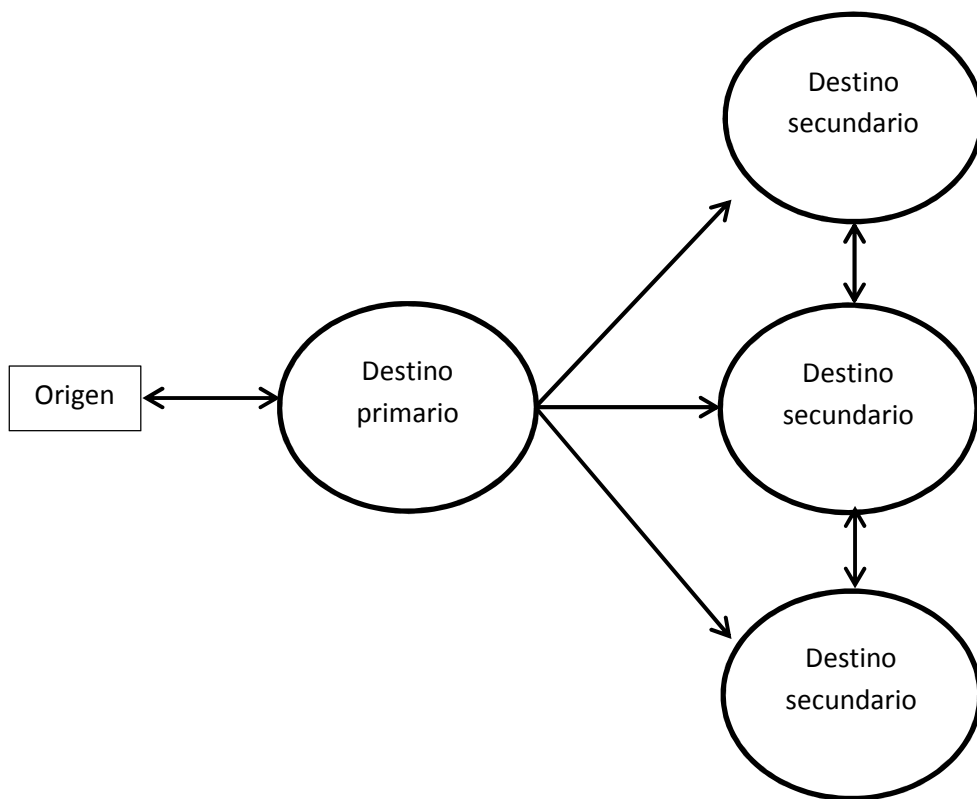 Destino
secundario
Origen
Destino
primario
Destino
secundario
Destino
secundario